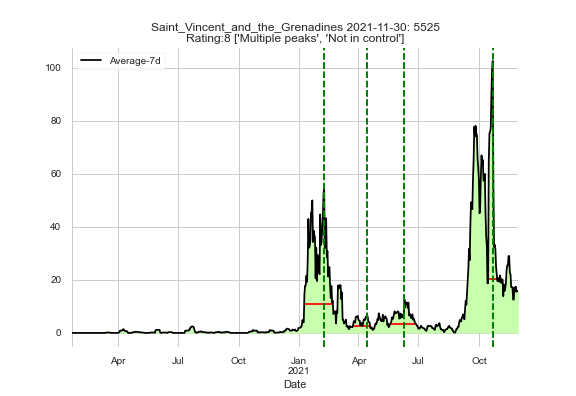 Saint_Vincent_and_the_Grenadines 2021-11-30: 5525
Rating:8 ['Multiple peaks', 'Not in control']
Average-7d
100
80
60
40
20
0
Apr Jul Oct Jan Apr Jul Oct
2021
Date